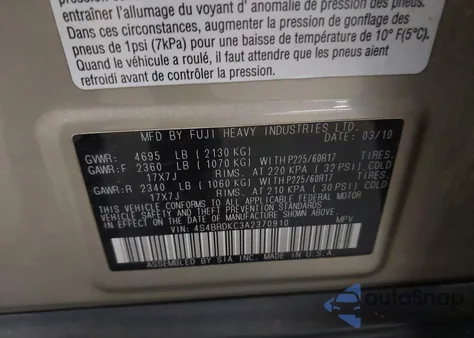 entraîner l'allumage du voyant d' anomalie de pression des pneus.
Dans ces circonstances, augmenter la pression de gonflage des
pneus de 1psi (7kPa) pour une baisse de température de 10° F(5°C).
Quand le véhicule a roulé, il faut attendre que les pneus aient
refroidi avant de contrôler la pression.
MFD BY FUJI HEAVY INDUSTRIES LTD. 03/10
GVWR: 4695 LB (2130 KG)
GAWR:F 2360 LB (1070 KG) WITH P225/60R17 TIRES.
17X7J RIMS. AT 220 KPA ( 32 PSI) COLD
GAWR:R 2340 LB (1060 KG) WITH P225/60R17 TIRES.
17X7J RIMS. AT 210 KPA ( 30 PSI) COLD
THIS VEHICLE CONFORMS TO ALL APPLICABLE FEDERAL
MOTOR VEHICLE SAFETY, BUMPER, AND THEFT
PREVENTION STANDARDS IN EFFECT ON THE DATE OF
MANUFACTURE SHOWN ABOVE.
VIN: 4S4BRDKC3A2370910 MPV
ASSEMBLED BY SIA INC. IN U.S.A.
autoSnap